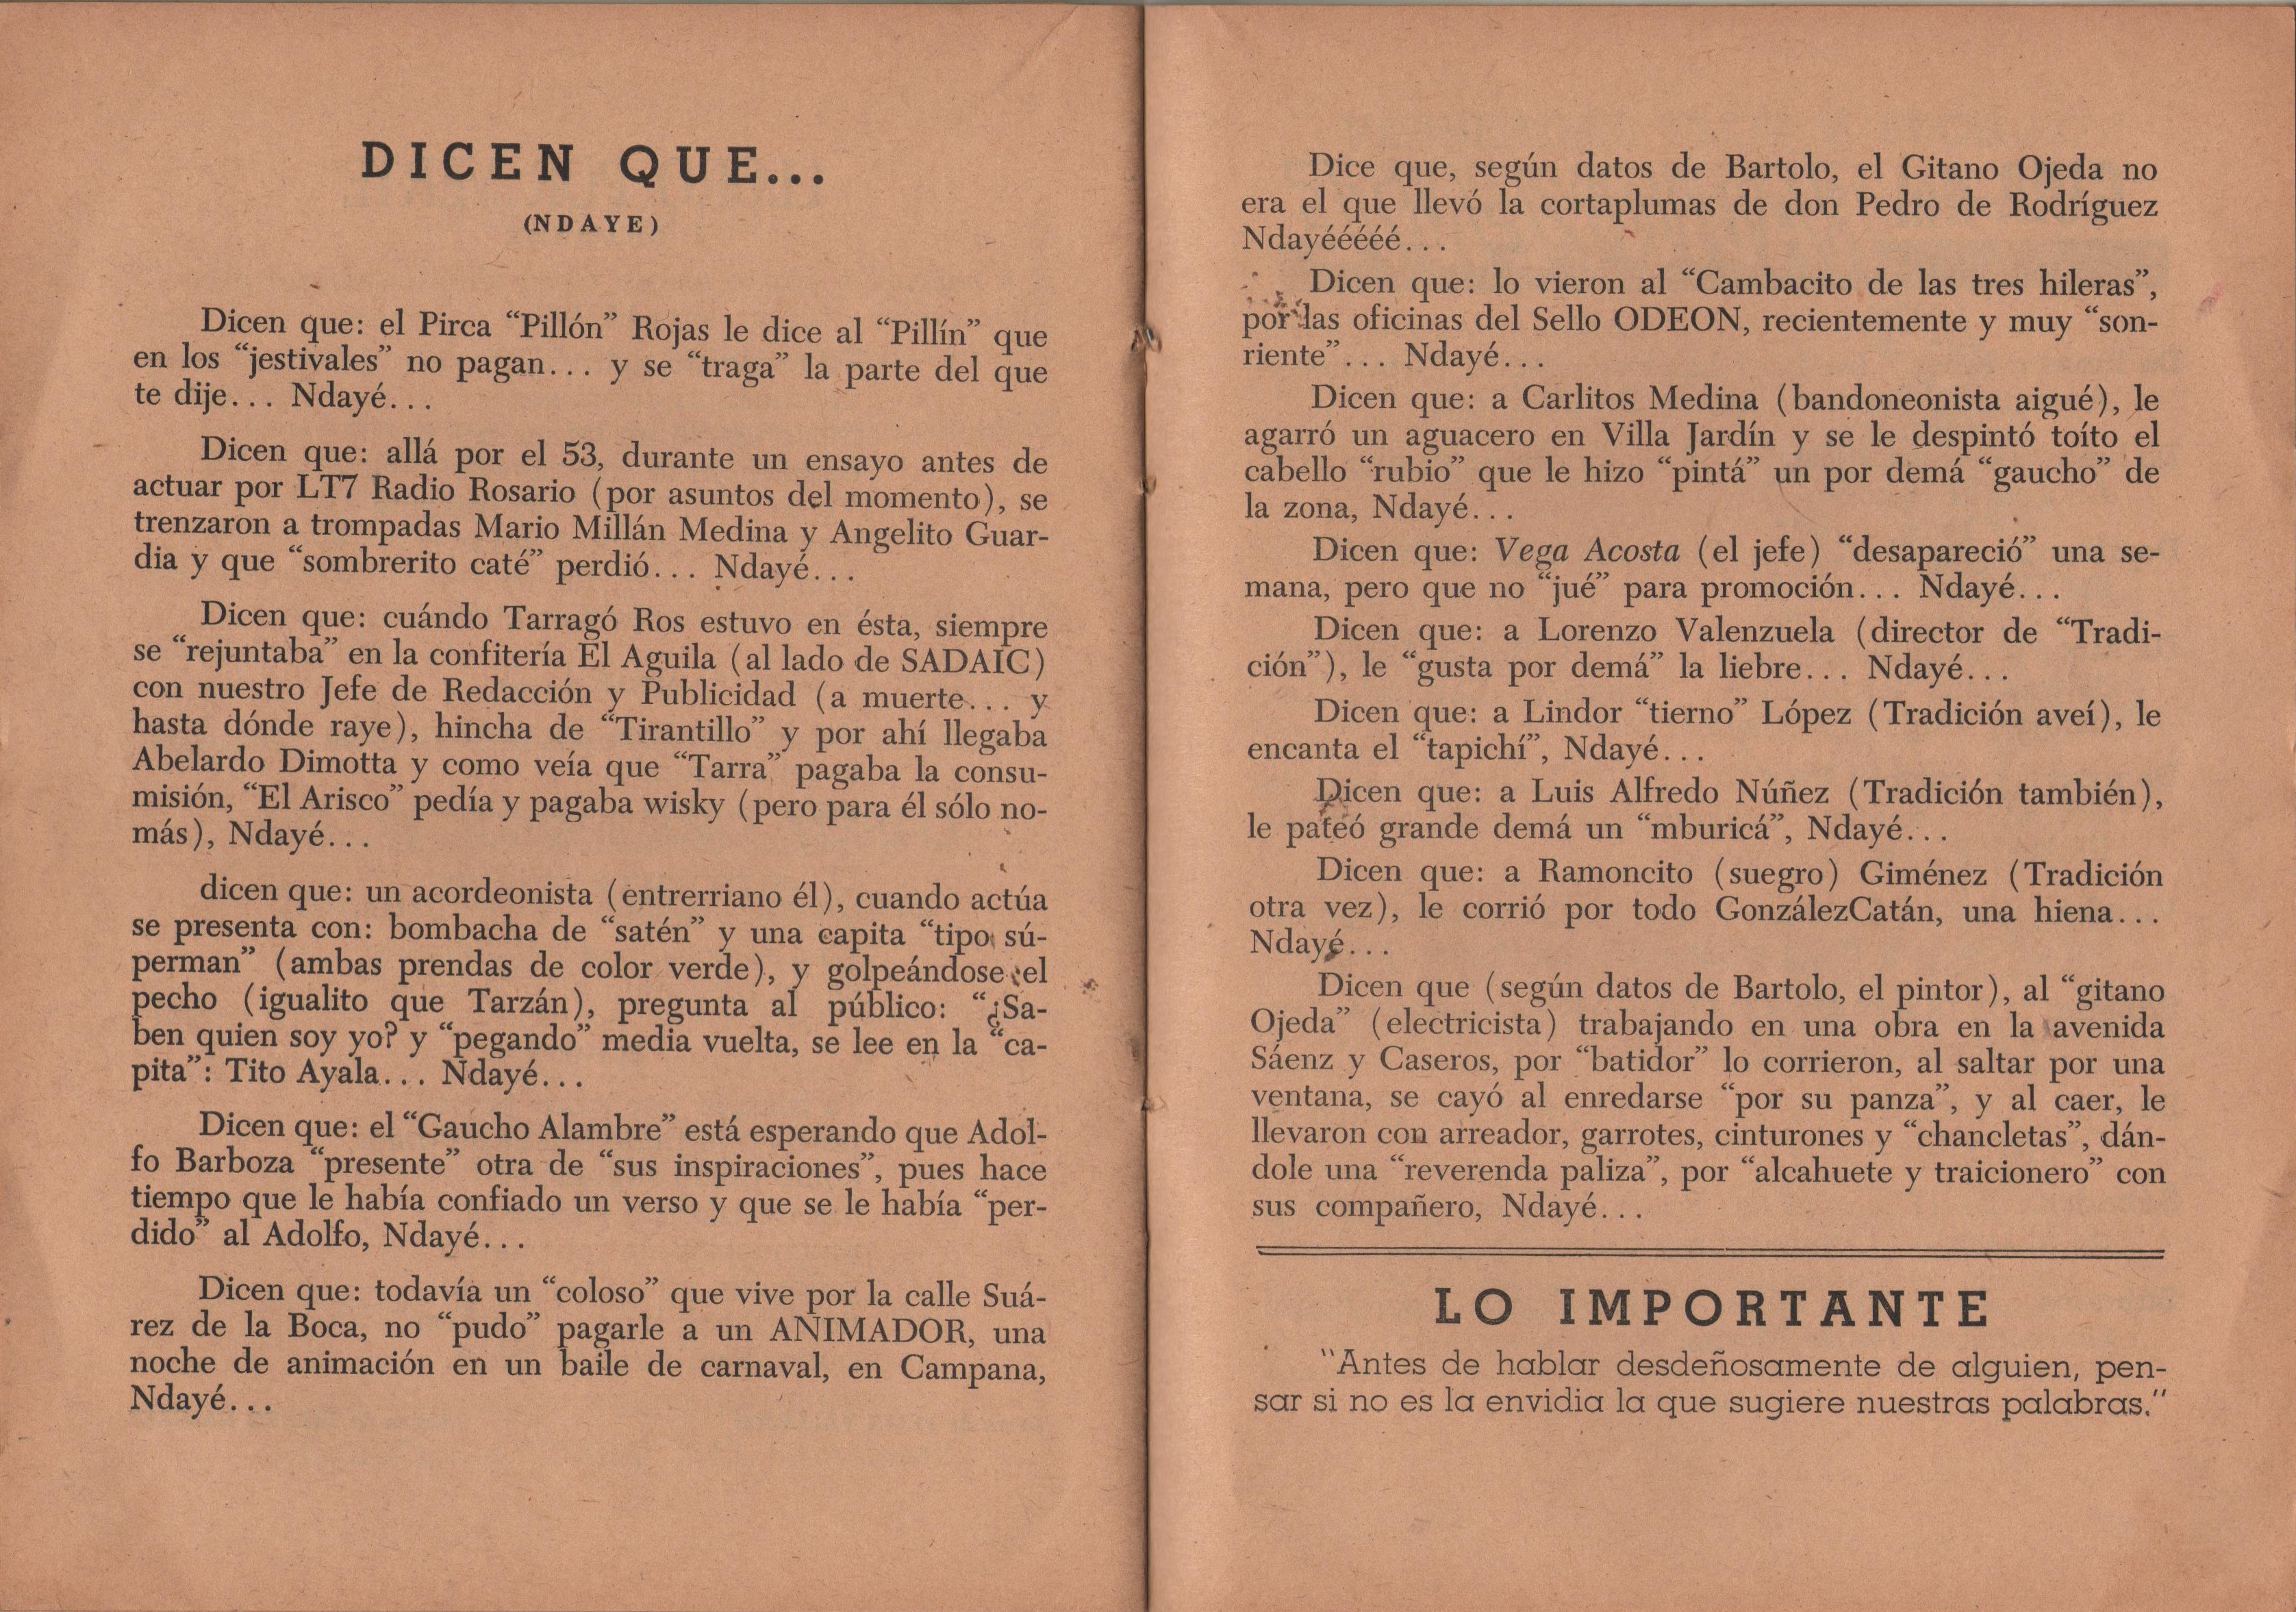 DICEN QUE...
(NDAYE)
Dicen que: el Pirca “Pillón” Rojas le dice al “Pillín” que
en los “jestivales” no pagan... y se “traga” la parte del que
te dije... Ndayé...
Dicen que: allá por el 53, durante un ensayo antes de
actuar por LT7 Radio Rosario (por asuntos del momento), se
trenzaron a trompadas Mario Millán Medina y Angelito Guar-
dia y que “sombrerito caté” perdió... Ndayé...
Dicen que: cuándo Tarragó Ros estuvo en ésta, siempre
se “rejuntaba” en la confitería El Aguila (al lado de SADAIC)
con nuestro Jefe de Redacción y Publicidad (a muerte... y
hasta dónde raye), hincha de “Tirantillo” y por ahí llegaba
Abelardo Dimotta y como veía que “Tarra” pagaba la consu-
misión, “El Arisco” pedía y pagaba wisky (pero para él sólo no-
más), Ndayé...
dicen que: un acordeonista (entrerriano él), cuando actúa
se presenta con: bombacha de “satén” y una capita “tipo sú-
perman” (ambas prendas de color verde), y golpeándose el
pecho (igualito que Tarzán), pregunta al público: “¿Sa-
ben quien soy yo? y “pegando” media vuelta, se lee en la “ca-
pita”: Tito Ayala... Ndayé...
Dicen que: el “Gaucho Alambre” está esperando que Adol-
fo Barboza “presente” otra de “sus inspiraciones”, pues hace
tiempo que le había confiado un verso y que se le había “per-
dido” al Adolfo, Ndayé...
Dicen que: todavía un “coloso” que vive por la calle Suá-
rez de la Boca, no “pudo” pagarle a un ANIMADOR, una
noche de animación en un baile de carnaval, en Campana,
Ndayé...
Dice que, según datos de Bartolo, el Gitano Ojeda no
era el que llevó la cortaplumas de don Pedro de Rodríguez
Ndayééééé...
Dicen que: lo vieron al “Cambacito de las tres hileras”,
por las oficinas del Sello ODEON, recientemente y muy “son-
riente”... Ndayé...
Dicen que: a Carlitos Medina (bandoneonista aigué), le
agarró un aguacero en Villa Jardín y se le despintó toíto el
cabello “rubio” que le hizo “pintá” un por demá “gaucho” de
la zona, Ndayé...
Dicen que: Vega Acosta (el jefe) “desapareció” una se-
mana, pero que no “jué” para promoción... Ndayé...
Dicen que: a Lorenzo Valenzuela (director de “Tradi-
ción”), le “gusta por demá” la liebre... Ndayé...
Dicen que: a Lindor “tierno” López (Tradición aveí), le
encanta el “tapichí”, Ndayé...
Dicen que: a Luis Alfredo Núñez (Tradición también),
le pateó grande demá un “mburicá”, Ndayé...
Dicen que: a Ramoncito (suegro) Giménez (Tradición
otra vez), le corrió por todo GonzálezCatán, una hiena...
Ndayé...
Dicen que (según datos de Bartolo, el pintor), al “gitano
Ojeda” (electricista) trabajando en una obra en la avenida
Sáenz y Caseros, por “batidor” lo corrieron, al saltar por una
ventana, se cayó al enredarse “por su panza”, y al caer, le
llevaron con arreador, garrotes, cinturones y “chancletas”, dán-
dole una “reverenda paliza”, por “alcahuete y traicionero” con
sus compañero, Ndayé...
LO IMPORTANTE
“Antes de hablar desdeñosamente de alguien, pen-
sar si no es la envidia la que sugiere nuestras palabras.”